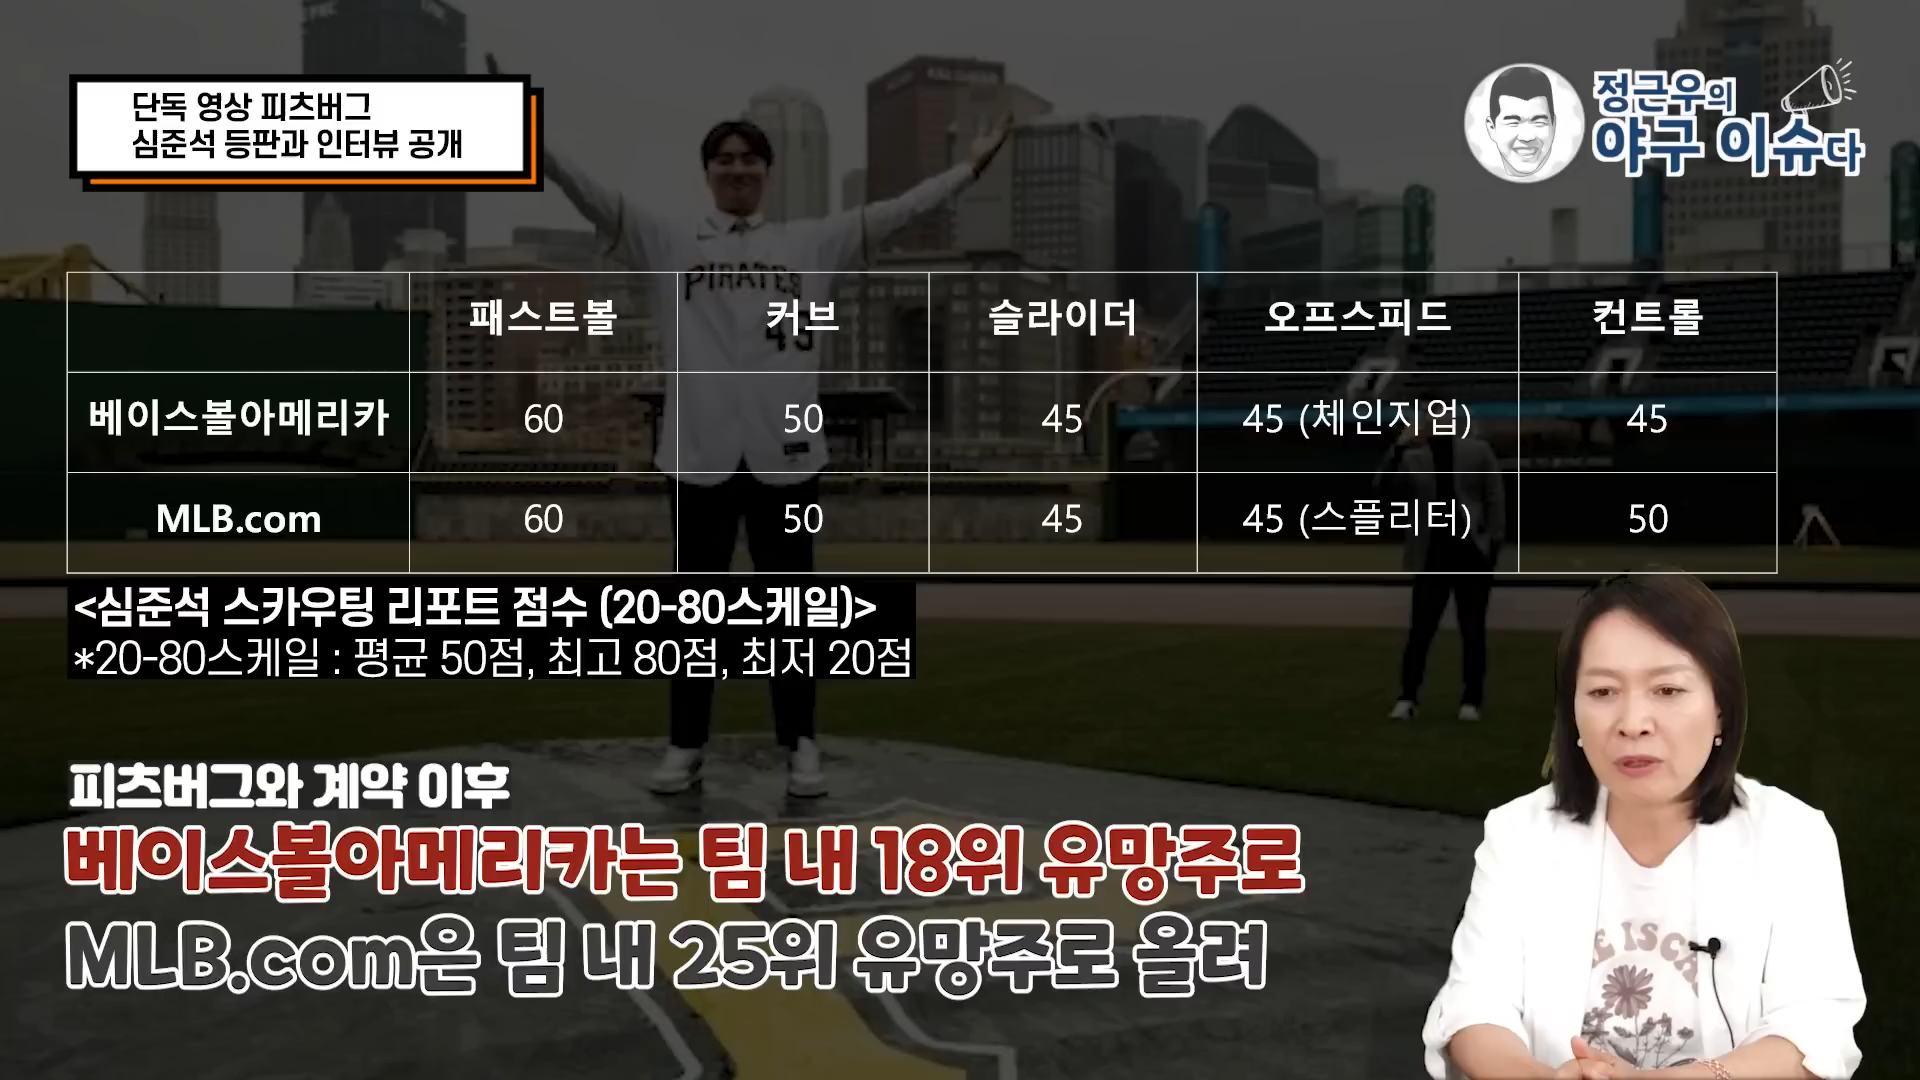 단독 영상 피츠버그
심준석 등판과 인터뷰 공개
정근우의
야구 이슈다
PIRATES
45
패스트볼 커브 슬라이더 오프스피드 컨트롤
베이스볼아메리카 60 50 45 45 (체인지업) 45
MLB.com 60 50 45 45 (스플리터) 50
<심준석 스카우팅 리포트 점수 (20-80스케일)>
*20-80스케일 : 평균 50점, 최고 80점, 최저 20점
피츠버그와 계약 이후
베이스볼아메리카는 팀 내 18위 유망주로
MLB.com은 팀 내 25위 유망주로 올려